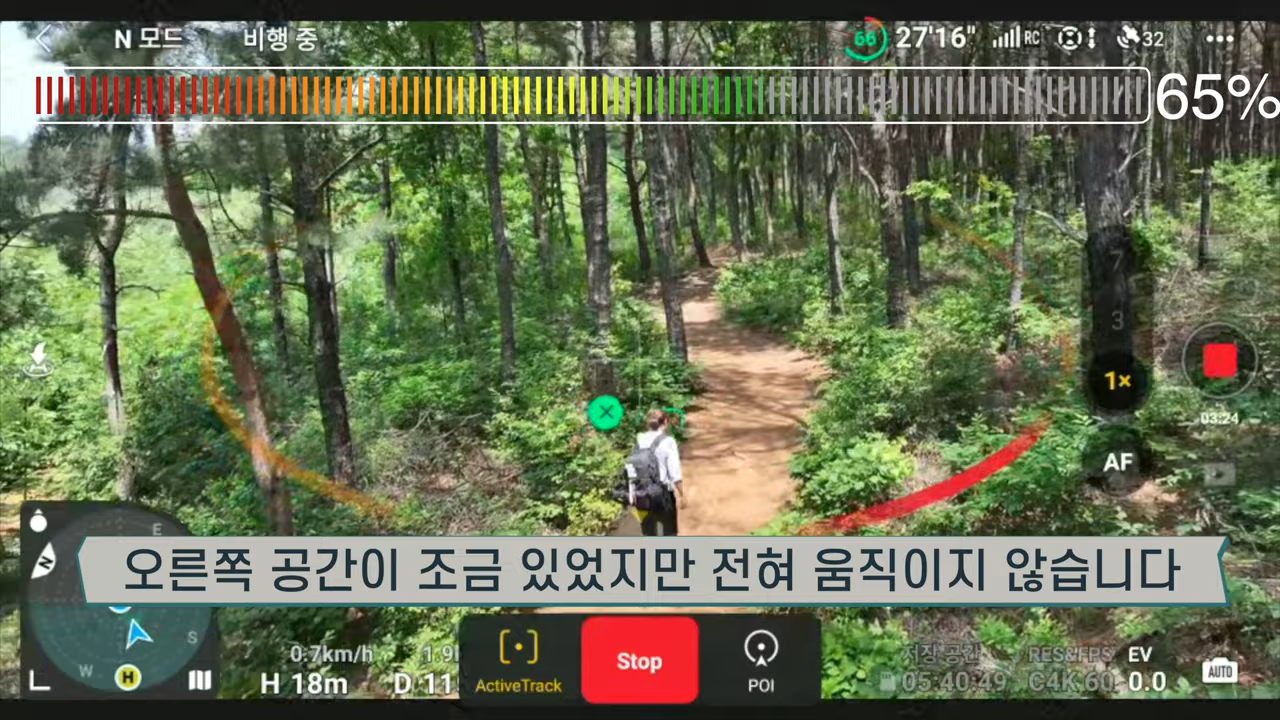 N 모드 비행 중 66 27'16" RC 32
65%
7
3
1×
03:24
AF
오른쪽 공간이 조금 있었지만 전혀 움직이지 않습니다
N E S W H
0.7km/h 1.9
H 18m D 11
ActiveTrack
Stop
POI
저장 공간 RES&FPS EV
05:40:49 C4K 60 0.0
AUTO